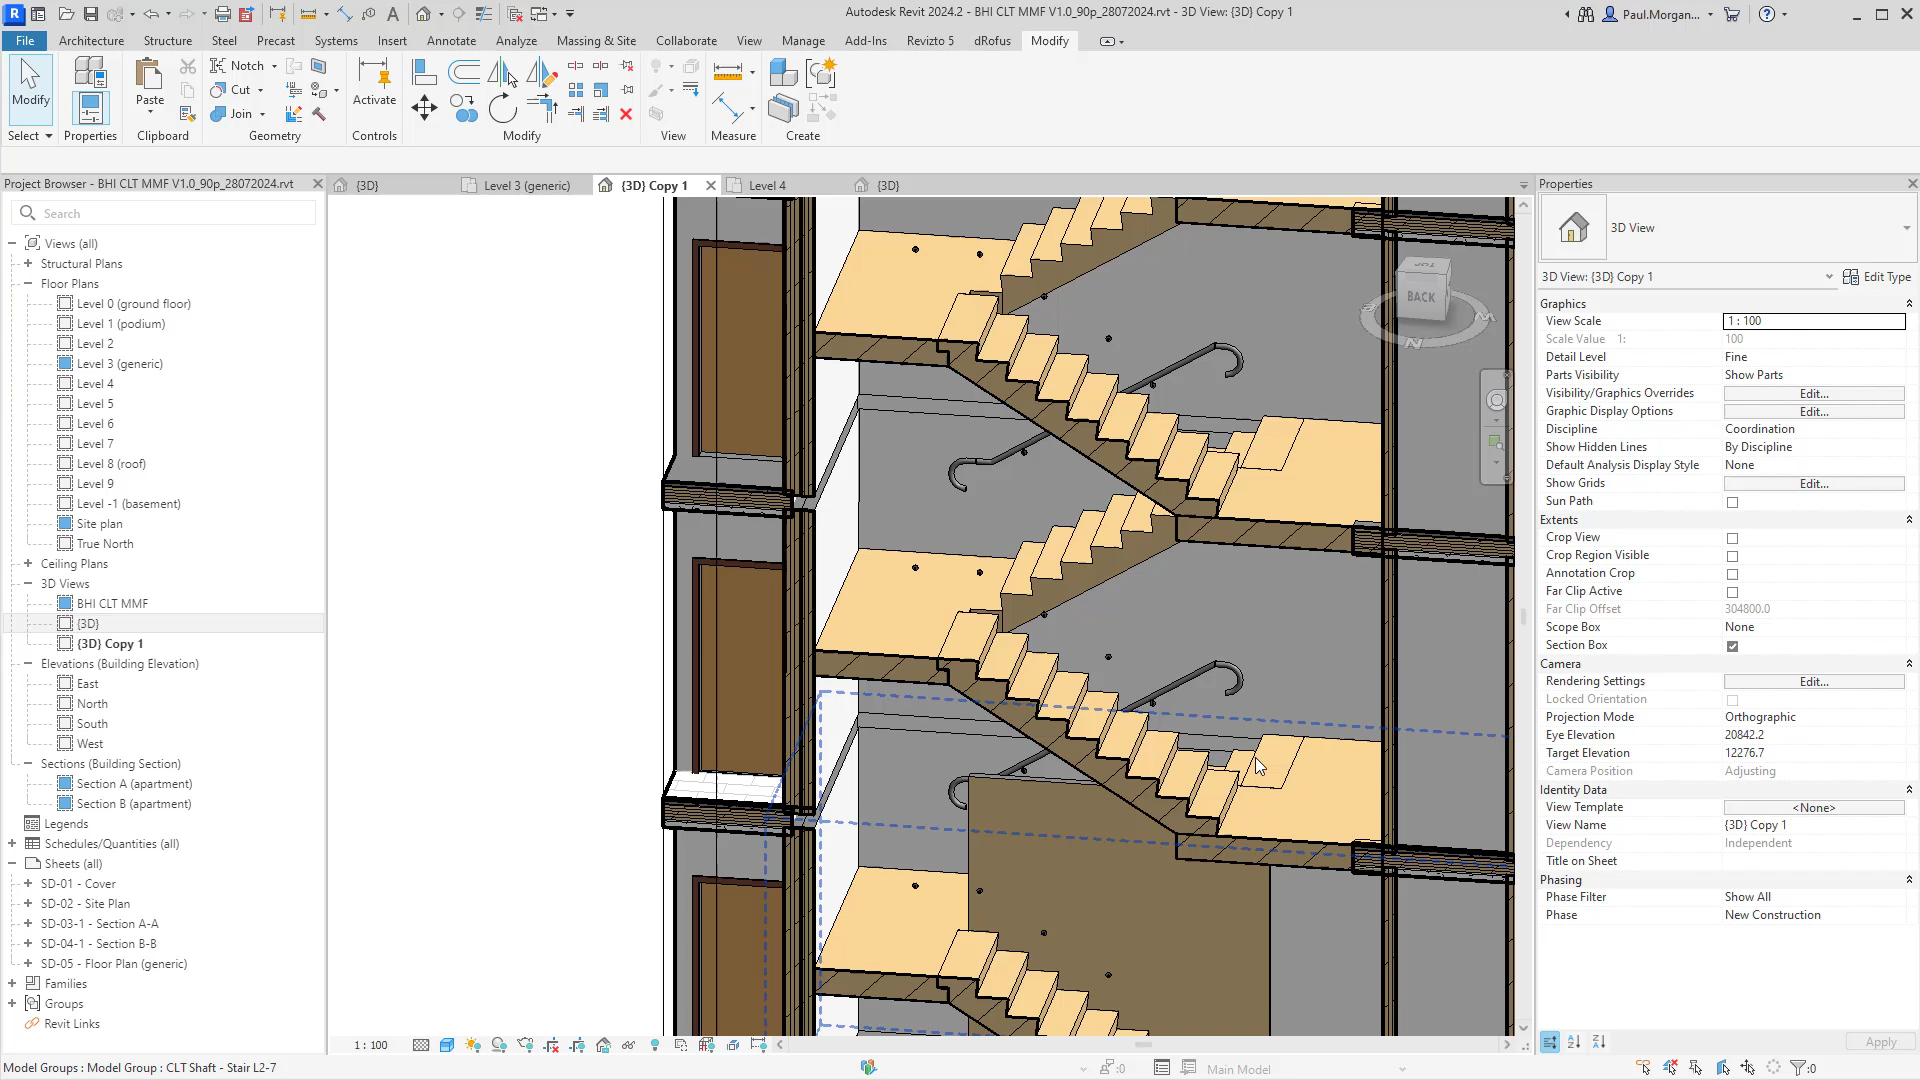 Autodesk Revit 2024.2 - BHI CLT MMF V1.0_90p_28072024.rvt - 3D View: {3D} Copy 1
Paul.Morgan...
File Architecture Structure Steel Precast Systems Insert Annotate Analyze Massing & Site Collaborate View Manage Add-Ins Revizto 5 dRofus Modify
Modify
Select
Properties
Paste
Clipboard
Notch
Cut
Join
Geometry
Activate
Controls
Modify
View
Measure
Create
Project Browser - BHI CLT MMF V1.0_90p_28072024.rvt
Search
Views (all)
Structural Plans
Floor Plans
Level 0 (ground floor)
Level 1 (podium)
Level 2
Level 3 (generic)
Level 4
Level 5
Level 6
Level 7
Level 8 (roof)
Level 9
Level -1 (basement)
Site plan
True North
Ceiling Plans
3D Views
BHI CLT MMF
{3D}
{3D} Copy 1
Elevations (Building Elevation)
East
North
South
West
Sections (Building Section)
Section A (apartment)
Section B (apartment)
Legends
Schedules/Quantities (all)
Sheets (all)
SD-01 - Cover
SD-02 - Site Plan
SD-03-1 - Section A-A
SD-04-1 - Section B-B
SD-05 - Floor Plan (generic)
Families
Groups
Revit Links
{3D} Level 3 (generic) {3D} Copy 1 Level 4 {3D}
TOP
BACK
N
1 : 100
Properties
3D View
3D View: {3D} Copy 1 Edit Type
Graphics
View Scale 1 : 100
Scale Value 1: 100
Detail Level Fine
Parts Visibility Show Parts
Visibility/Graphics Overrides Edit...
Graphic Display Options Edit...
Discipline Coordination
Show Hidden Lines By Discipline
Default Analysis Display Style None
Show Grids Edit...
Sun Path
Extents
Crop View
Crop Region Visible
Annotation Crop
Far Clip Active
Far Clip Offset 304800.0
Scope Box None
Section Box
Camera
Rendering Settings Edit...
Locked Orientation
Projection Mode Orthographic
Eye Elevation 20842.2
Target Elevation 12276.7
Camera Position Adjusting
Identity Data
View Template <None>
View Name {3D} Copy 1
Dependency Independent
Title on Sheet
Phasing
Phase Filter Show All
Phase New Construction
Apply
Model Groups : Model Group : CLT Shaft - Stair L2-7
:0
Main Model
:0